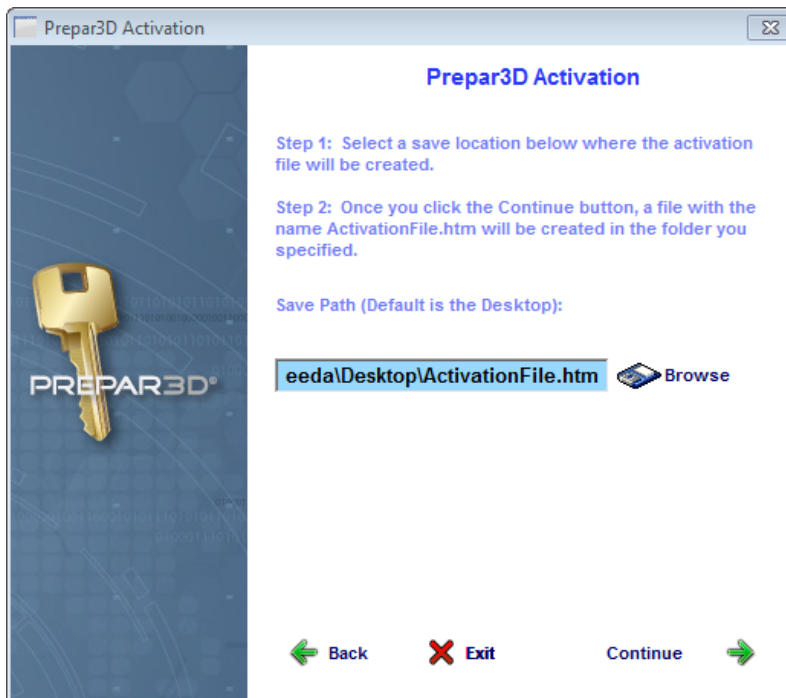 Prepar3D Activation
Prepar3D Activation
Step 1: Select a save location below where the activation
file will be created.
Step 2: Once you click the Continue button, a file with the
name ActivationFile.htm will be created in the folder you
specified.
Save Path (Default is the Desktop):
eeda\Desktop\ActivationFile.htm
Browse
PREPAR3D®
Back
Exit
Continue